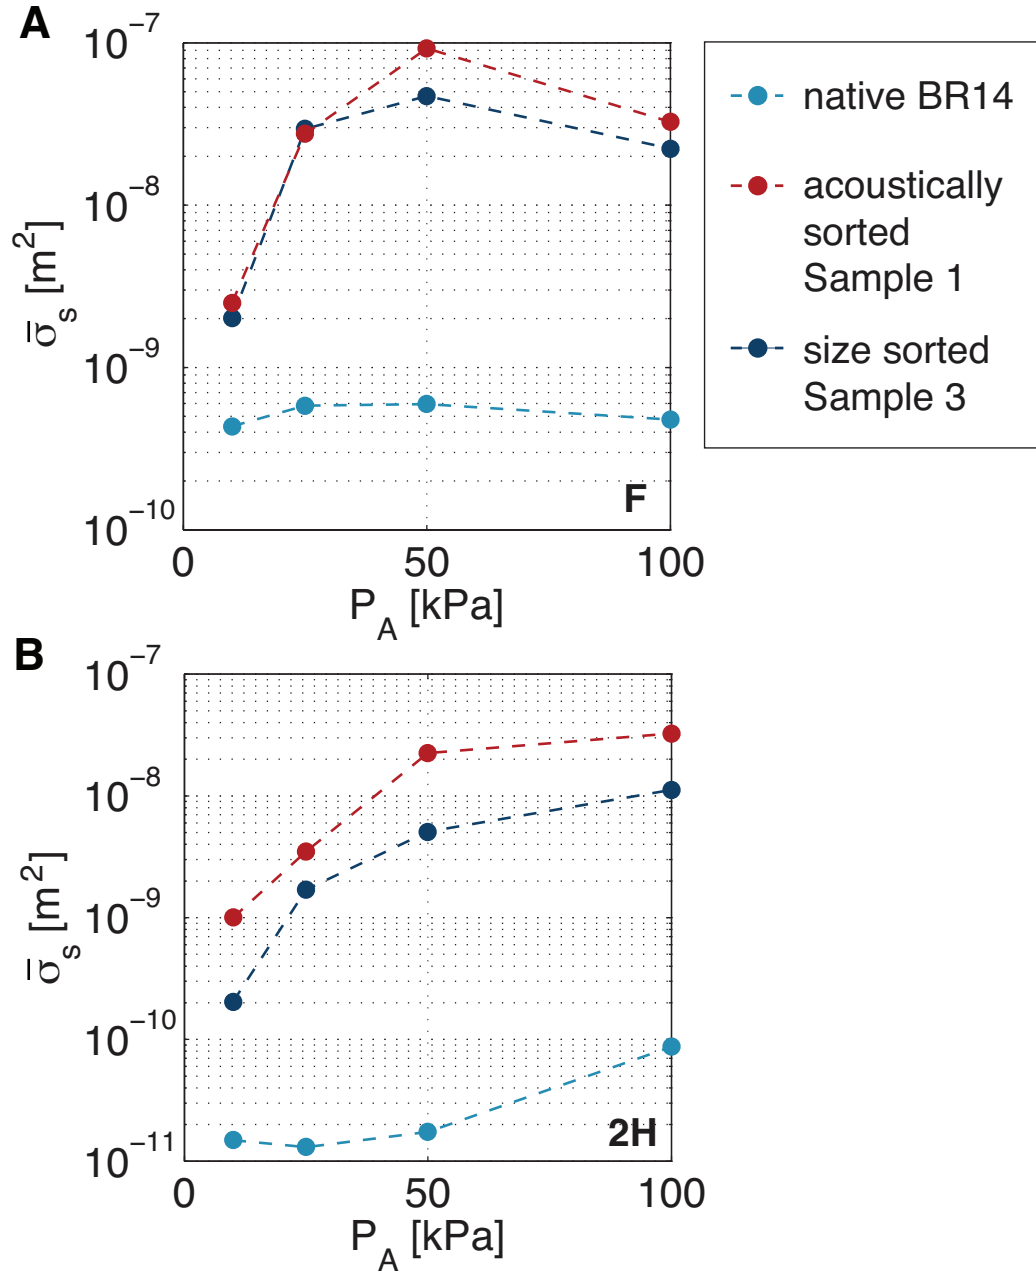 A
10⁻⁷
10⁻⁸
10⁻⁹
10⁻¹⁰
σ̄ₛ [m²]
F
0 50 100
P_A [kPa]
native BR14
acoustically
sorted
Sample 1
size sorted
Sample 3
B
10⁻⁷
10⁻⁸
10⁻⁹
10⁻¹⁰
10⁻¹¹
σ̄ₛ [m²]
2H
0 50 100
P_A [kPa]